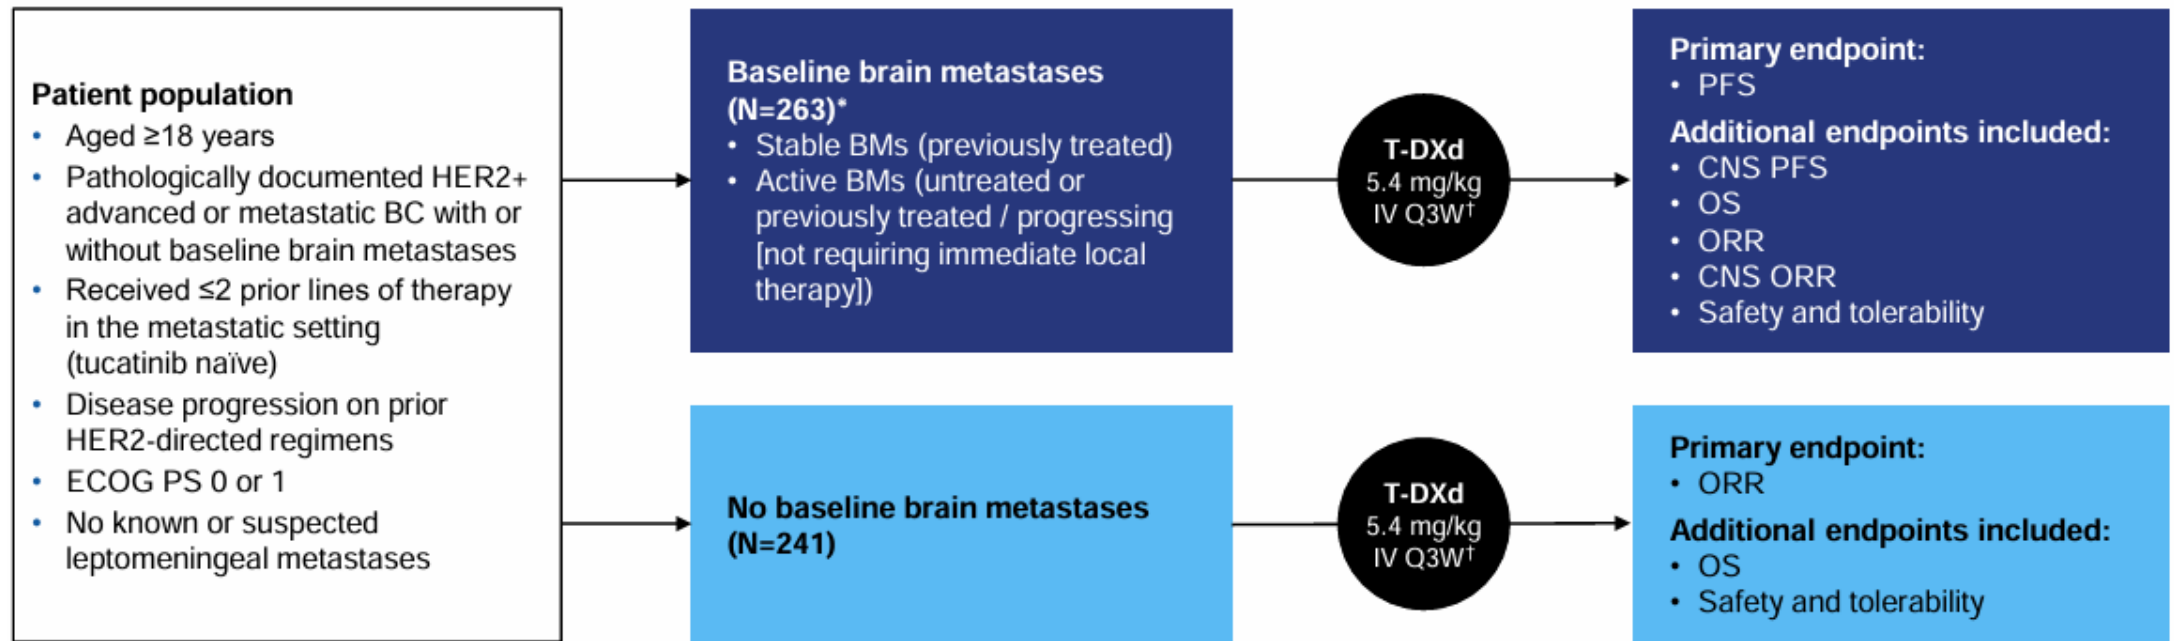 Patient population
• Aged ≥18 years
• Pathologically documented HER2+
advanced or metastatic BC with or
without baseline brain metastases
• Received ≤2 prior lines of therapy
in the metastatic setting
(tucatinib naïve)
• Disease progression on prior
HER2-directed regimens
• ECOG PS 0 or 1
• No known or suspected
leptomeningeal metastases
Baseline brain metastases
(N=263)*
• Stable BMs (previously treated)
• Active BMs (untreated or
previously treated / progressing
[not requiring immediate local
therapy])
T-DXd
5.4 mg/kg
IV Q3W†
Primary endpoint:
• PFS
Additional endpoints included:
• CNS PFS
• OS
• ORR
• CNS ORR
• Safety and tolerability
No baseline brain metastases
(N=241)
T-DXd
5.4 mg/kg
IV Q3W†
Primary endpoint:
• ORR
Additional endpoints included:
• OS
• Safety and tolerability